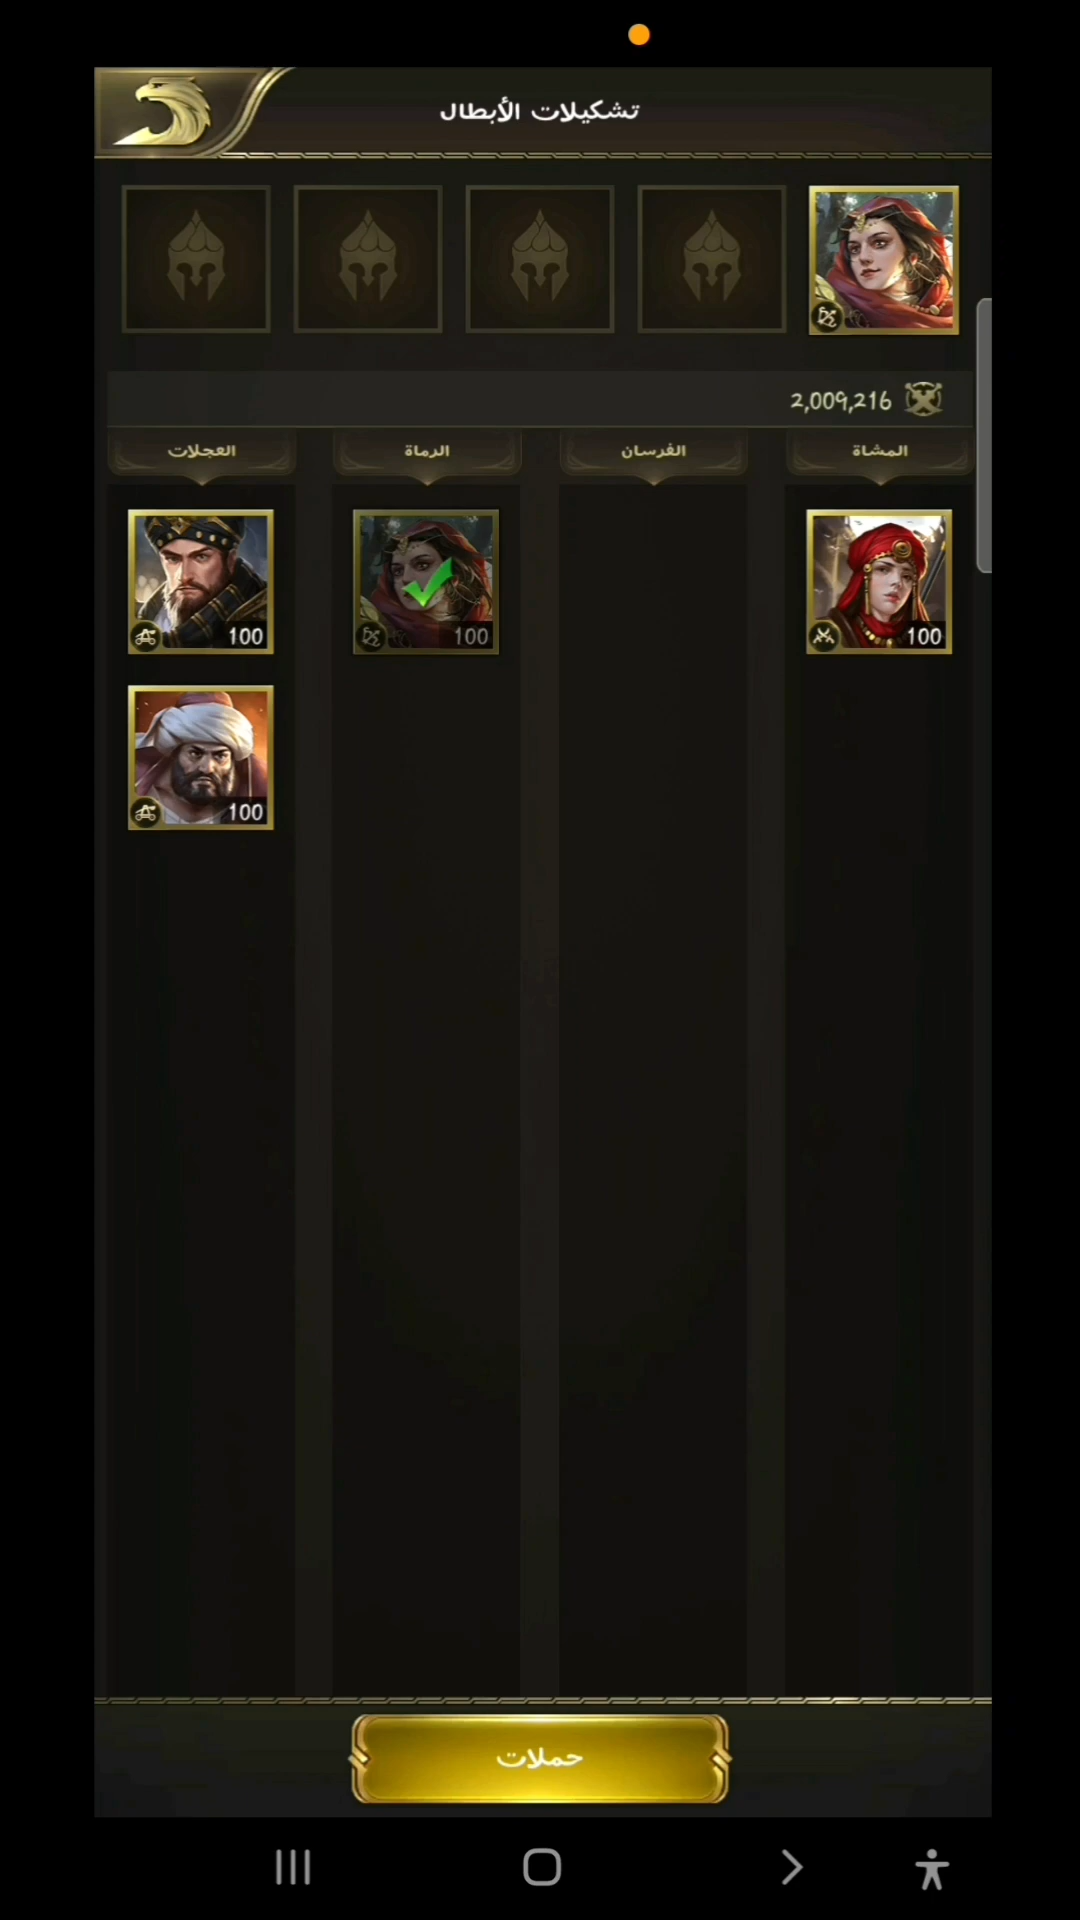 تشكيلات الأبطال
2,009,216
المشاة
الفرسان
الرماة
العجلات
100
100
100
100
حملات